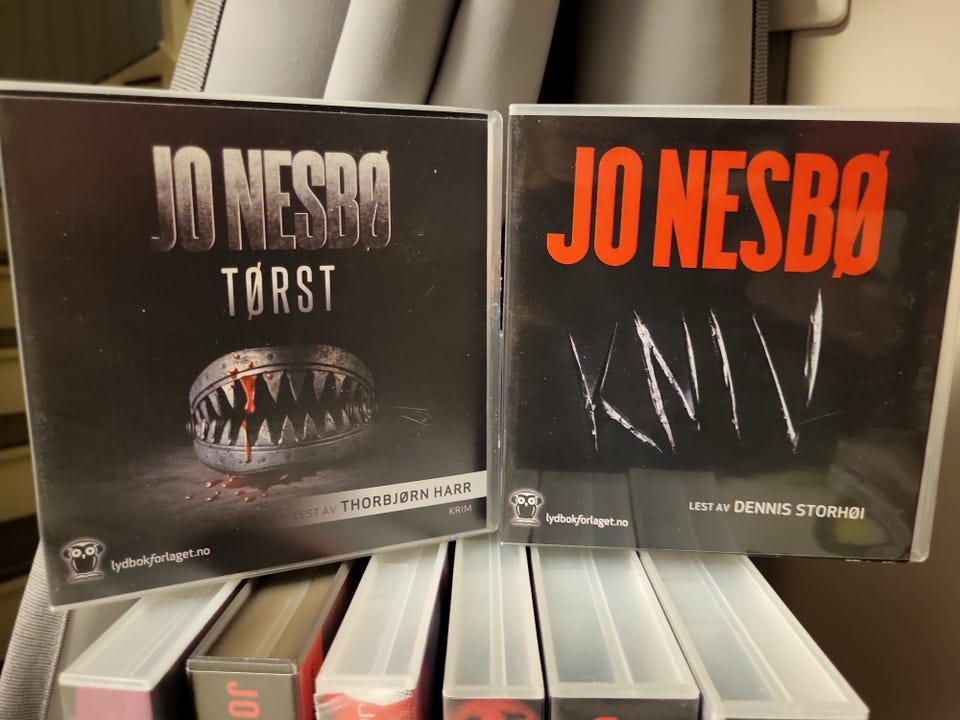 JO NESBØ
TØRST
LEST AV THORBJØRN HARR
KRIM
lydbokforlaget.no
JO NESBØ
KNIV
LEST AV DENNIS STORHØI
lydbokforlaget.no
JO